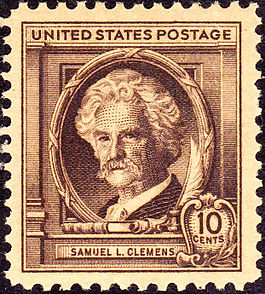 UNITED STATES POSTAGE
10
CENTS
SAMUEL L. CLEMENS